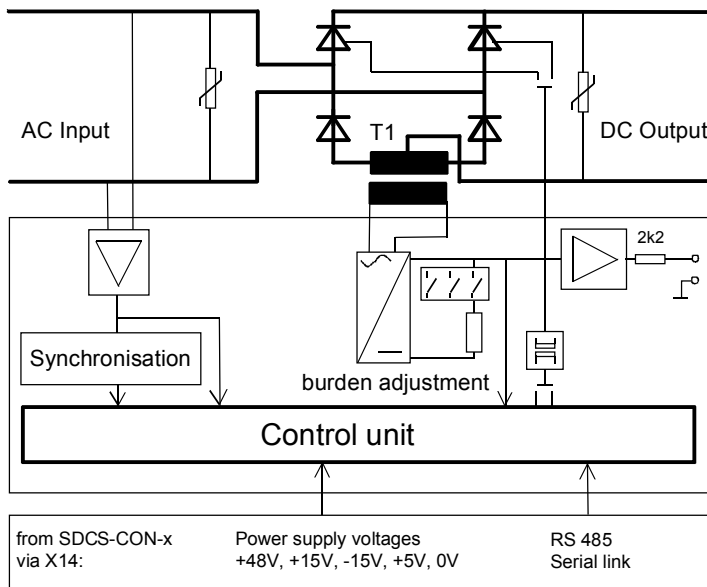 AC Input
T1
DC Output
2k2
Synchronisation
burden adjustment
Control unit
from SDCS-CON-x
via X14:
Power supply voltages
+48V, +15V, -15V, +5V, 0V
RS 485
Serial link